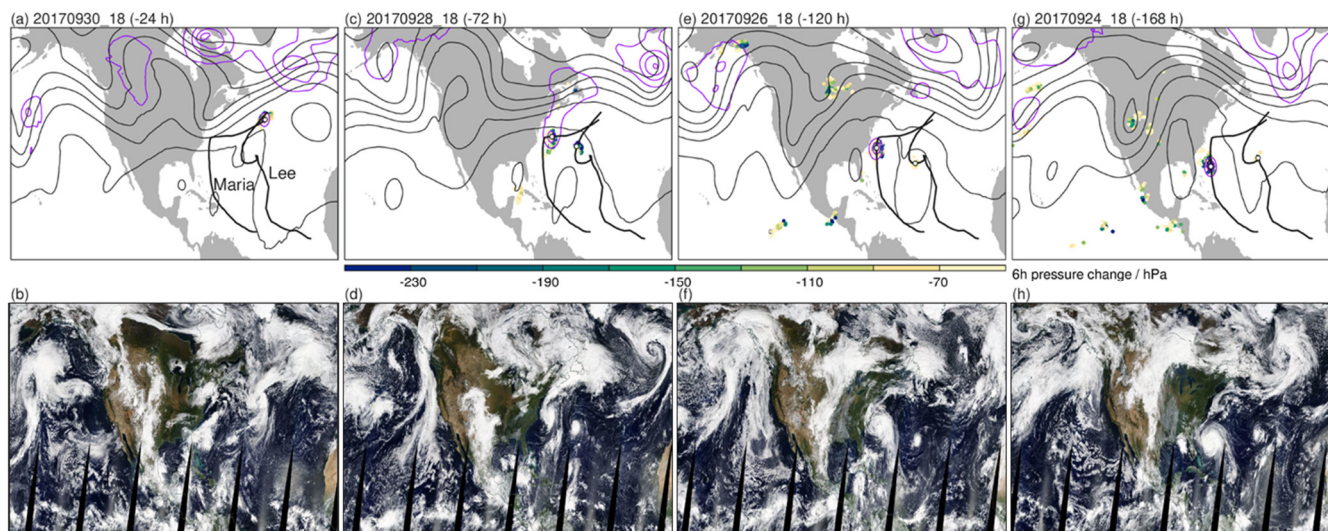 (a) 20170930_18 (-24 h)
(c) 20170928_18 (-72 h)
(e) 20170926_18 (-120 h)
(g) 20170924_18 (-168 h)
Maria
Lee
-230
-190
-150
-110
-70
6h pressure change / hPa
(b)
(d)
(f)
(h)